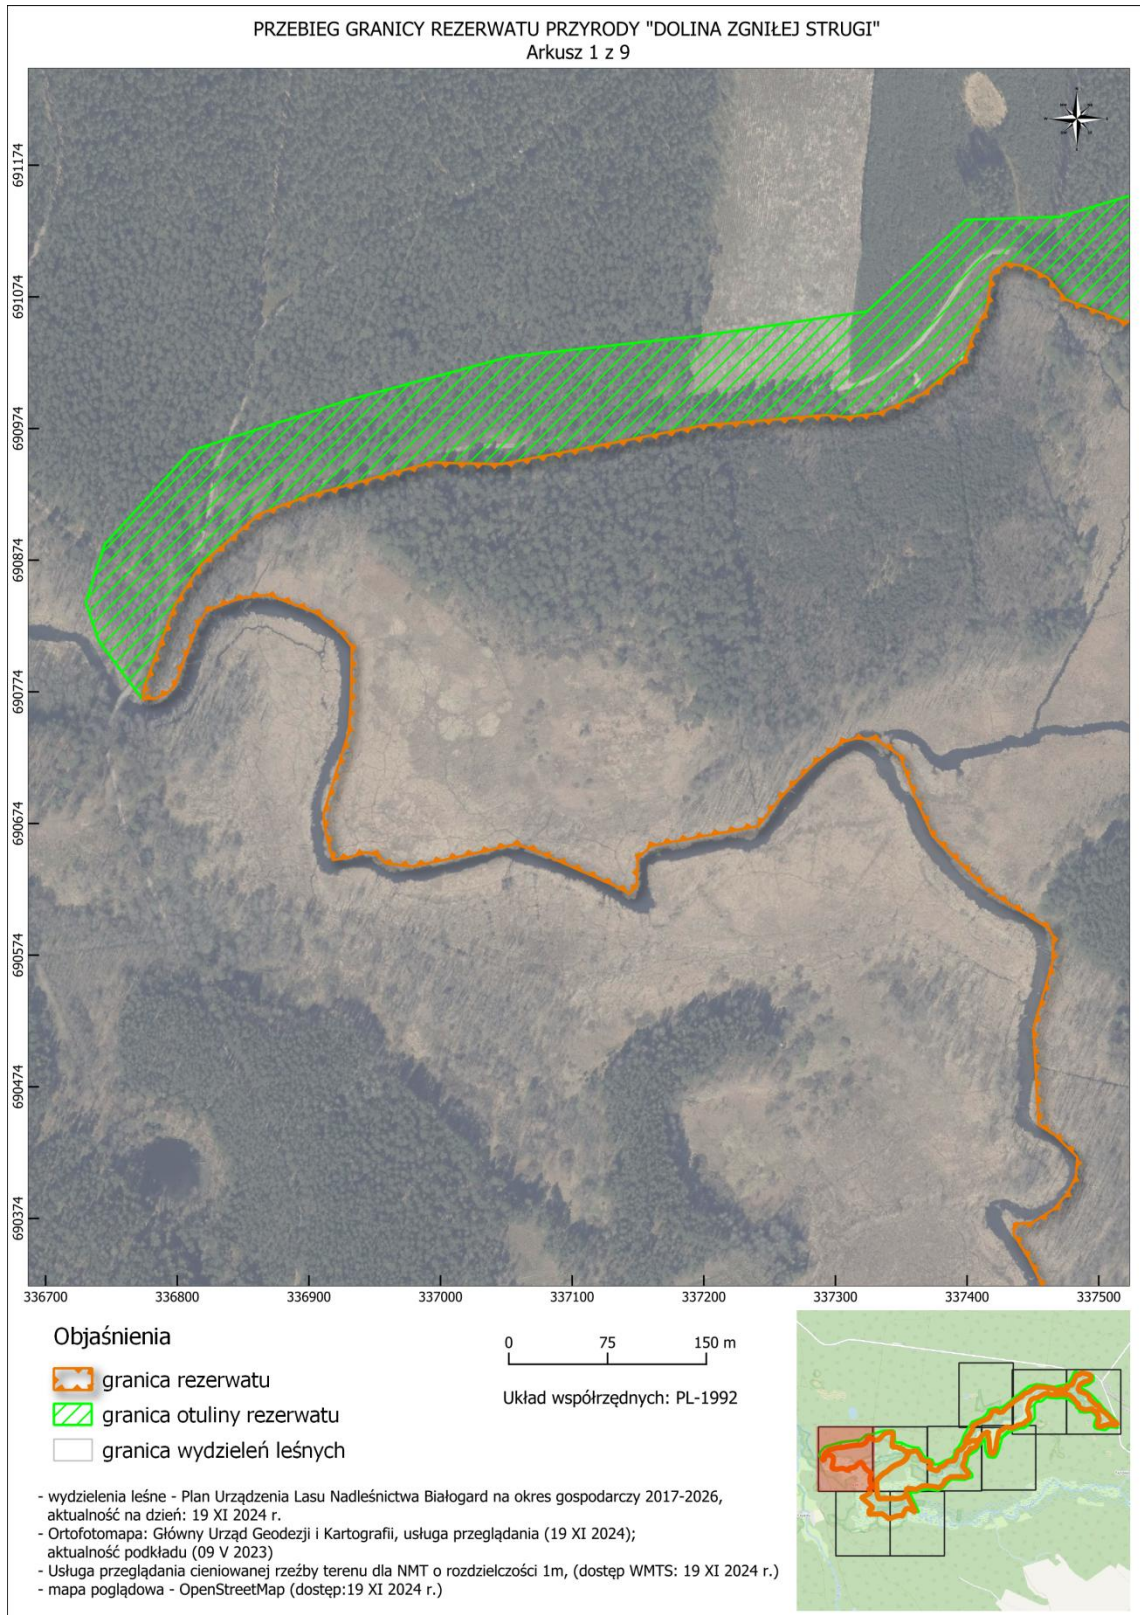 PRZEBIEG GRANICY REZERWATU PRZYRODY "DOLINA ZGNIŁEJ STRUGI"
Arkusz 1 z 9
691174
691074
690974
690874
690774
690674
690574
690474
690374
336700 336800 336900 337000 337100 337200 337300 337400 337500
Objaśnienia
granica rezerwatu
granica otuliny rezerwatu
granica wydzieleń leśnych
0 75 150 m
Układ współrzędnych: PL-1992
- wydzielenia leśne - Plan Urządzenia Lasu Nadleśnictwa Białogard na okres gospodarczy 2017-2026,
aktualność na dzień: 19 XI 2024 r.
- Ortofotomapa: Główny Urząd Geodezji i Kartografii, usługa przeglądania (19 XI 2024);
aktualność podkładu (09 V 2023)
- Usługa przeglądania cieniowanej rzeźby terenu dla NMT o rozdzielczości 1m, (dostęp WMTS: 19 XI 2024 r.)
- mapa poglądowa - OpenStreetMap (dostęp:19 XI 2024 r.)